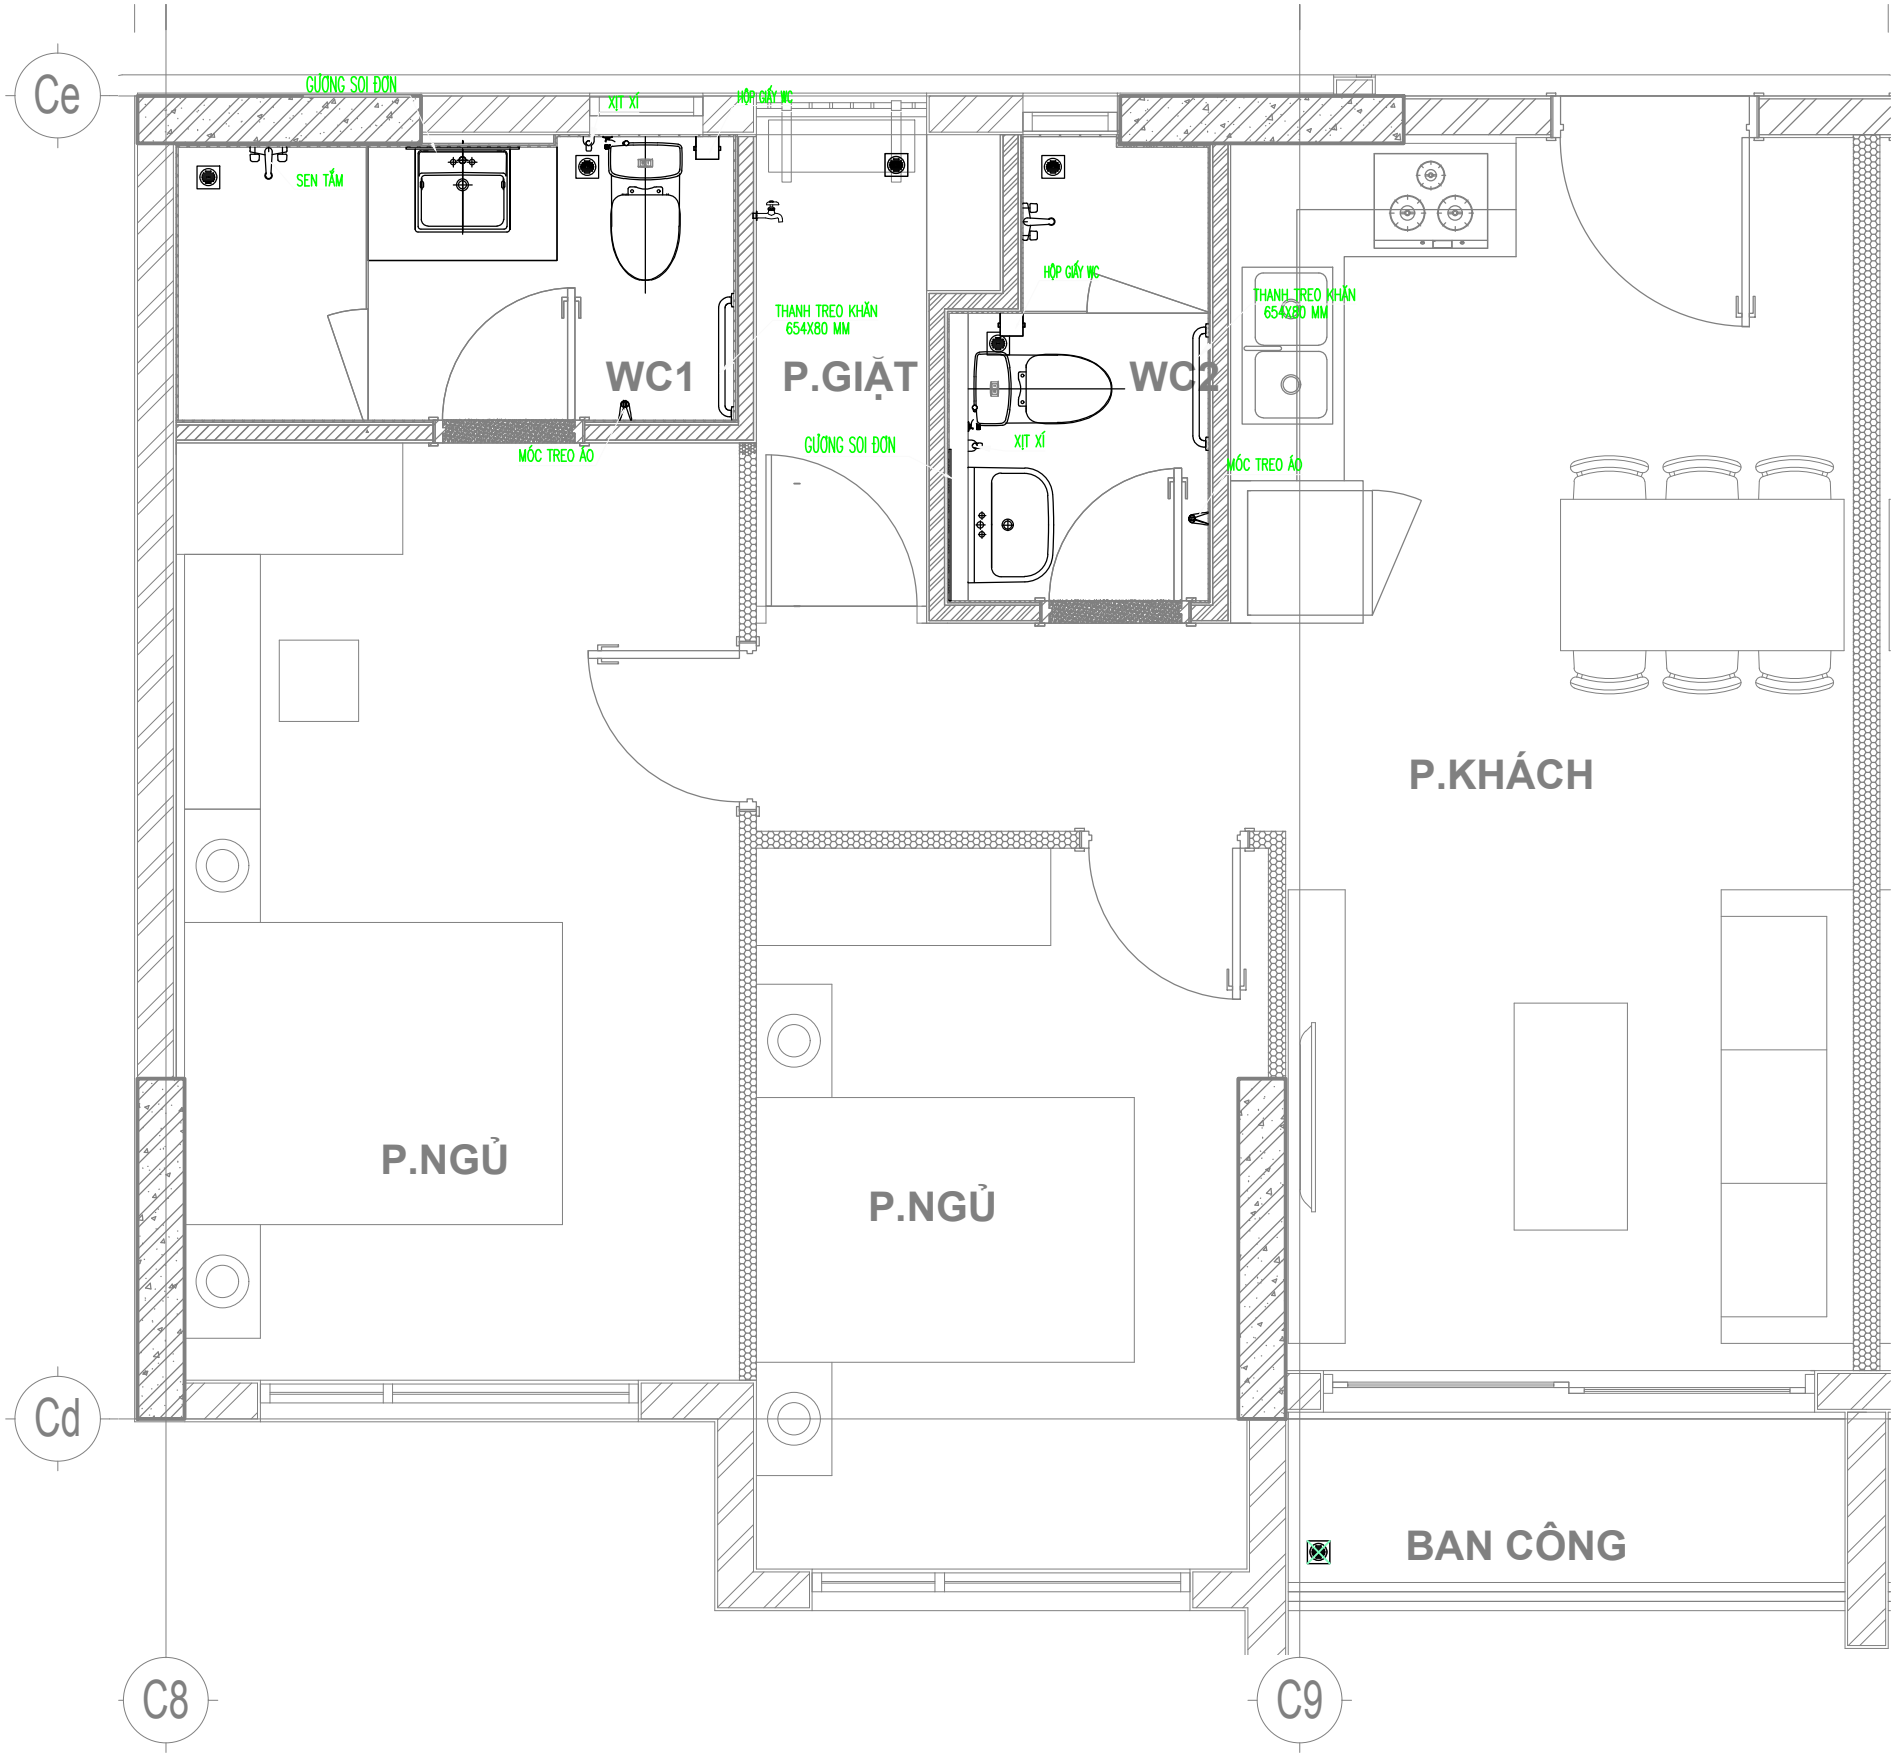 Ce
GƯƠNG SOI ĐƠN
XỊT XÍ
HỘP GIẤY WC
SEN TẮM
HỘP GIẤY WC
THANH TREO KHĂN
654X80 MM
THANH TREO KHĂN
654X80 MM
WC1
P.GIẶT
WC2
GƯƠNG SOI ĐƠN
XỊT XÍ
MÓC TREO ÁO
MÓC TREO ÁO
P.KHÁCH
P.NGỦ
P.NGỦ
Cd
BAN CÔNG
C8
C9